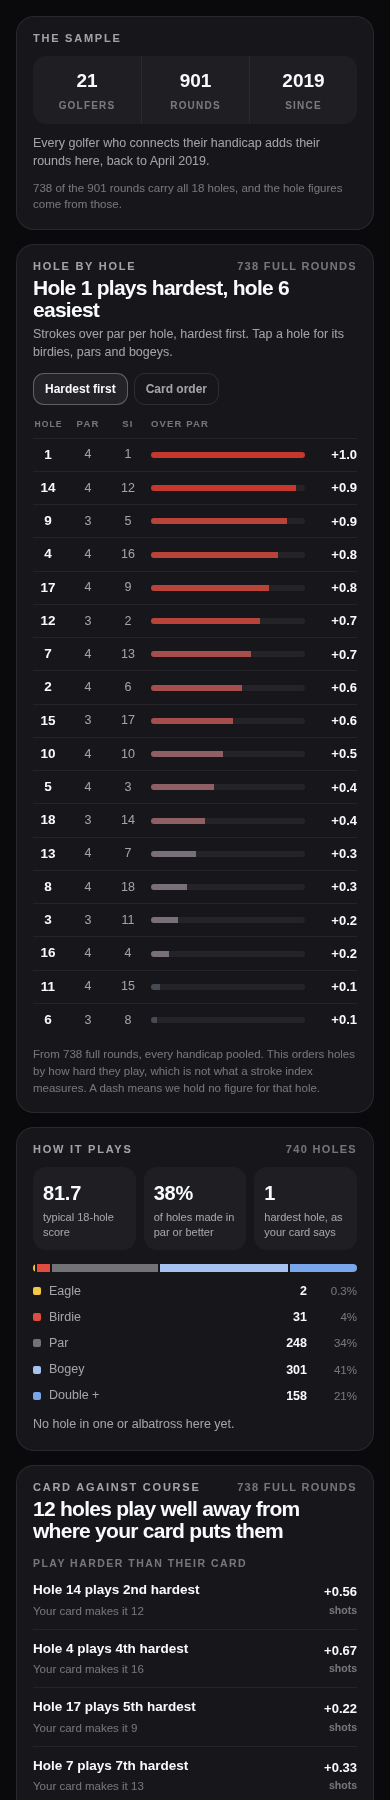 THE SAMPLE
21 901 2019
GOLFERS ROUNDS SINCE
Every golfer who connects their handicap adds their
rounds here, back to April 2019.
738 of the 901 rounds carry all 18 holes, and the hole figures
come from those.
HOLE BY HOLE 738 FULL ROUNDS
Hole 1 plays hardest, hole 6
easiest
Strokes over par per hole, hardest first. Tap a hole for its
birdies, pars and bogeys.
Hardest first Card order
HOLE PAR SI OVER PAR
1 4 1 +1.0
14 4 12 +0.9
9 3 5 +0.9
4 4 16 +0.8
17 4 9 +0.8
12 3 2 +0.7
7 4 13 +0.7
2 4 6 +0.6
15 3 17 +0.6
10 4 10 +0.5
5 4 3 +0.4
18 3 14 +0.4
13 4 7 +0.3
8 4 18 +0.3
3 3 11 +0.2
16 4 4 +0.2
11 4 15 +0.1
6 3 8 +0.1
From 738 full rounds, every handicap pooled. This orders holes
by how hard they play, which is not what a stroke index
measures. A dash means we hold no figure for that hole.
HOW IT PLAYS 740 HOLES
81.7 38% 1
typical 18-hole of holes made in hardest hole, as
score par or better your card says
Eagle 2 0.3%
Birdie 31 4%
Par 248 34%
Bogey 301 41%
Double + 158 21%
No hole in one or albatross here yet.
CARD AGAINST COURSE 738 FULL ROUNDS
12 holes play well away from
where your card puts them
PLAY HARDER THAN THEIR CARD
Hole 14 plays 2nd hardest +0.56
Your card makes it 12 shots
Hole 4 plays 4th hardest +0.67
Your card makes it 16 shots
Hole 17 plays 5th hardest +0.22
Your card makes it 9 shots
Hole 7 plays 7th hardest +0.33
Your card makes it 13 shots